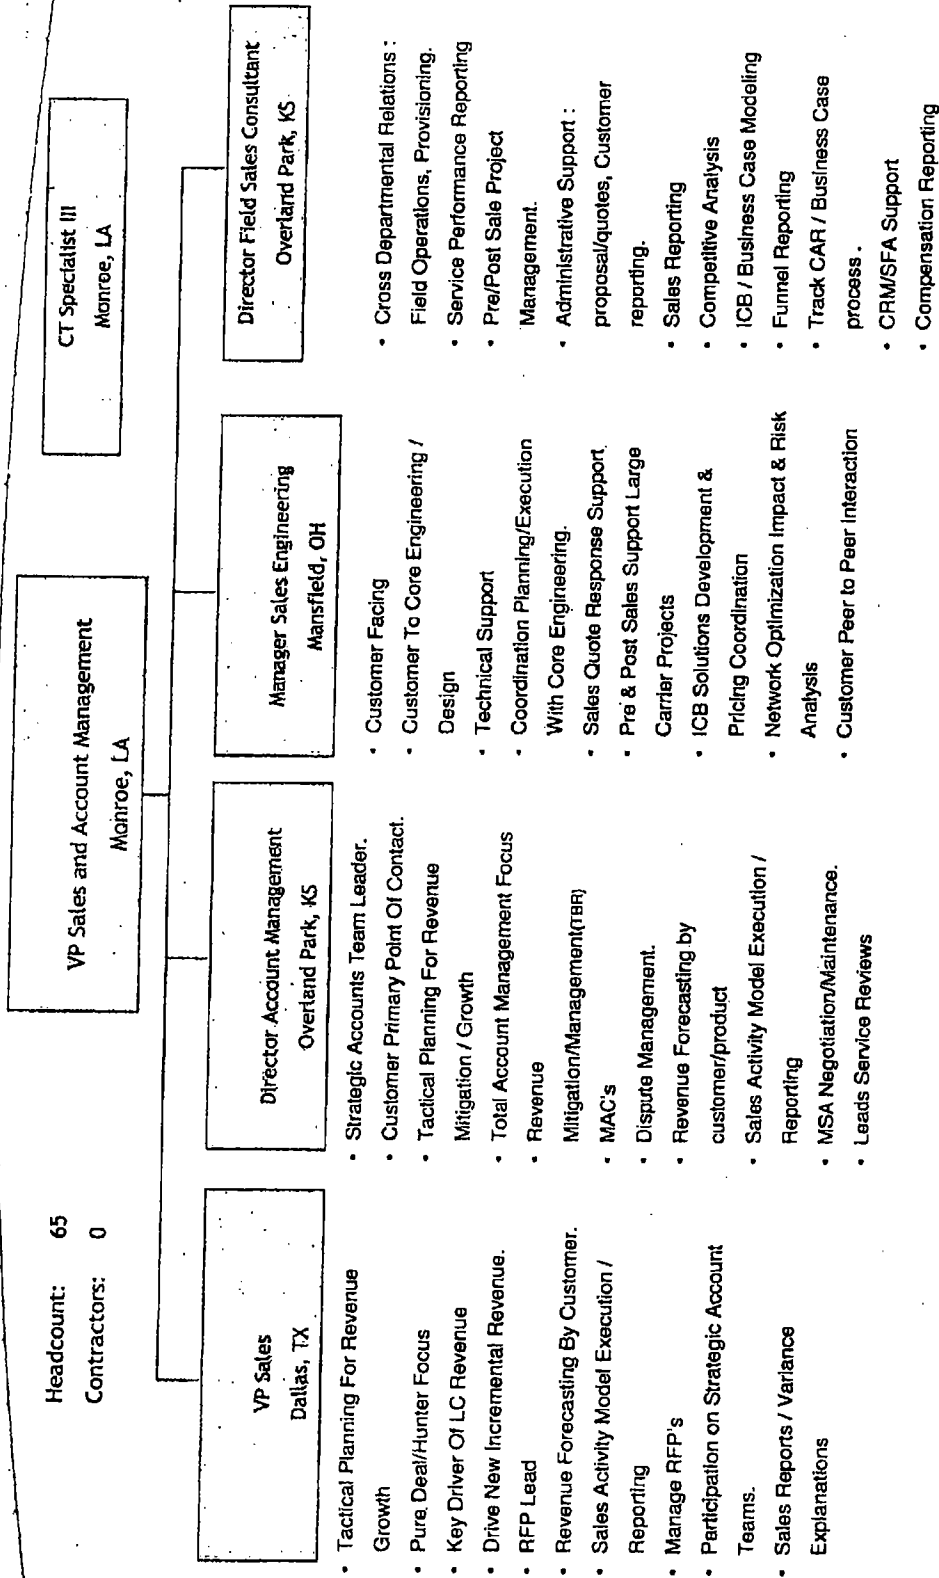 Headcount: 65
Contractors: 0
VP Sales and Account Management
Monroe, LA
CT Specialist III
Monroe, LA
VP Sales
Dallas, TX
• Tactical Planning For Revenue
Growth
• Pure Deal/Hunter Focus
• Key Driver Of LC Revenue
• Drive New Incremental Revenue.
• RFP Lead
• Revenue Forecasting By Customer.
• Sales Activity Model Execution /
Reporting
• Manage RFP's
• Participation on Strategic Account
Teams.
• Sales Reports / Variance
Explanations
Director Account Management
Overland Park, KS
• Strategic Accounts Team Leader.
• Customer Primary Point Of Contact.
• Tactical Planning For Revenue
Mitigation / Growth
• Total Account Management Focus
• Revenue
Mitigation/Management(TBR)
• MAC's
• Dispute Management.
• Revenue Forecasting by
customer/product
• Sales Activity Model Execution /
Reporting
• MSA Negotiation/Maintenance.
• Leads Service Reviews
Manager Sales Engineering
Mansfield, OH
• Customer Facing
• Customer To Core Engineering /
Design
• Technical Support
• Coordination Planning/Execution
With Core Engineering.
• Sales Quote Response Support.
• Pre & Post Sales Support Large
Carrier Projects
• ICB Solutions Development &
Pricing Coordination
• Network Optimization Impact & Risk
Analysis
• Customer Peer to Peer Interaction
Director Field Sales Consultant
Overland Park, KS
• Cross Departmental Relations :
Field Operations, Provisioning.
• Service Performance Reporting
• Pre/Post Sale Project
Management.
• Administrative Support :
proposal/quotes, Customer
reporting.
• Sales Reporting
• Competitive Analysis
• ICB / Business Case Modeling
• Funnel Reporting
• Track CAR / Business Case
process .
• CRM/SFA Support
• Compensation Reporting